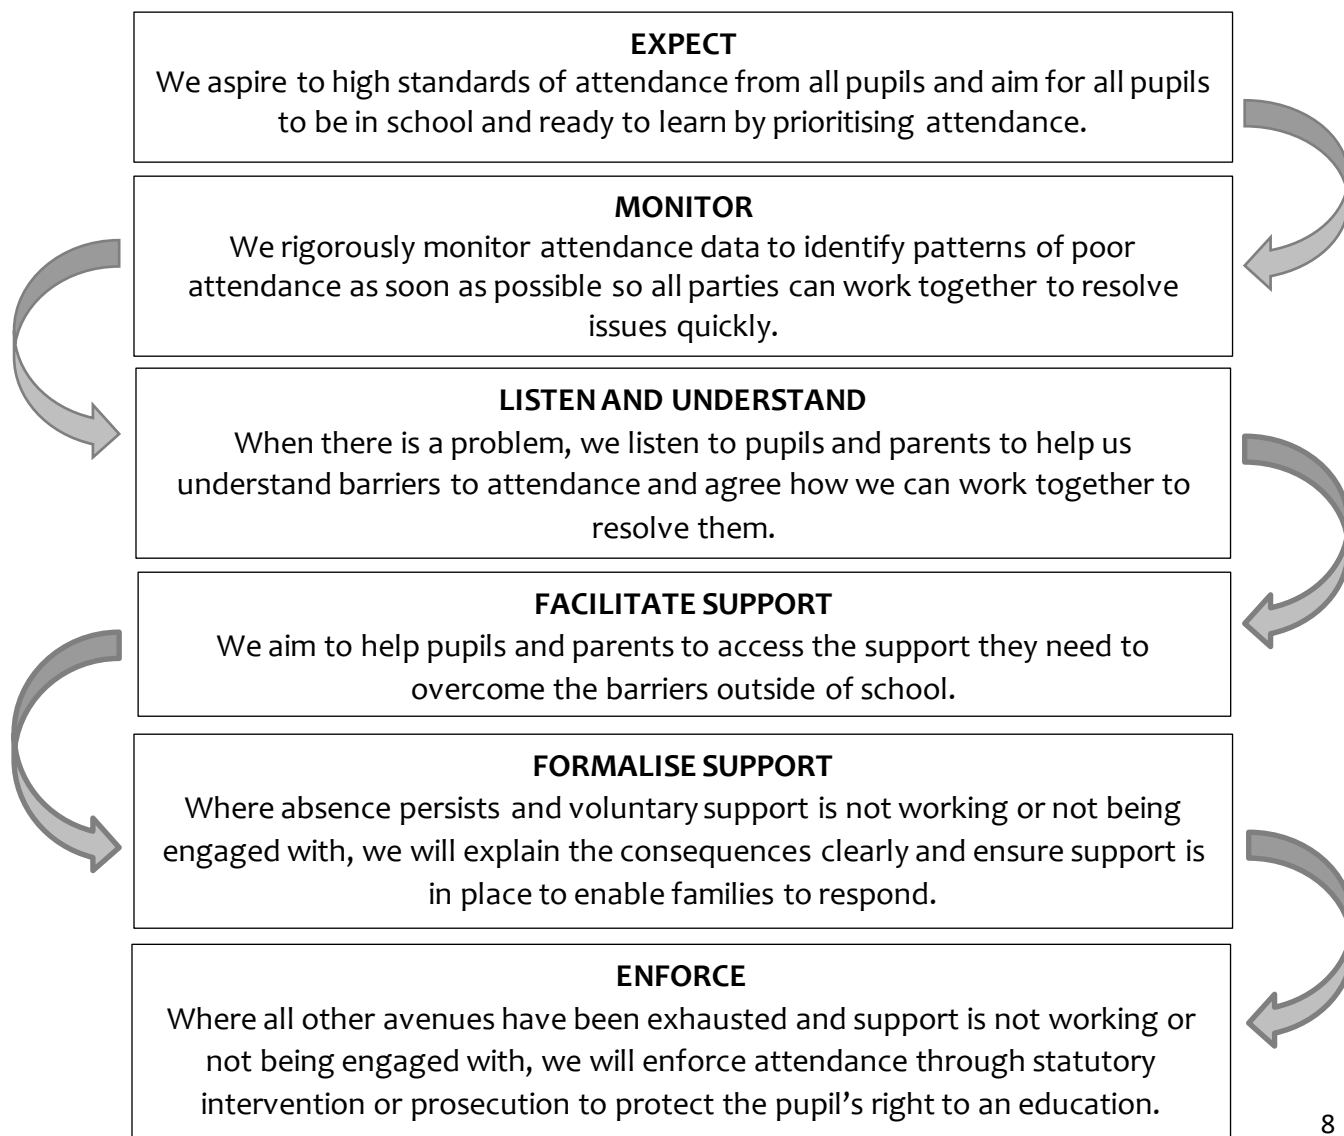 EXPECT
We aspire to high standards of attendance from all pupils and aim for all pupils
to be in school and ready to learn by prioritising attendance.
MONITOR
We rigorously monitor attendance data to identify patterns of poor
attendance as soon as possible so all parties can work together to resolve
issues quickly.
LISTEN AND UNDERSTAND
When there is a problem, we listen to pupils and parents to help us
understand barriers to attendance and agree how we can work together to
resolve them.
FACILITATE SUPPORT
We aim to help pupils and parents to access the support they need to
overcome the barriers outside of school.
FORMALISE SUPPORT
Where absence persists and voluntary support is not working or not being
engaged with, we will explain the consequences clearly and ensure support is
in place to enable families to respond.
ENFORCE
Where all other avenues have been exhausted and support is not working or
not being engaged with, we will enforce attendance through statutory
intervention or prosecution to protect the pupil’s right to an education.
8